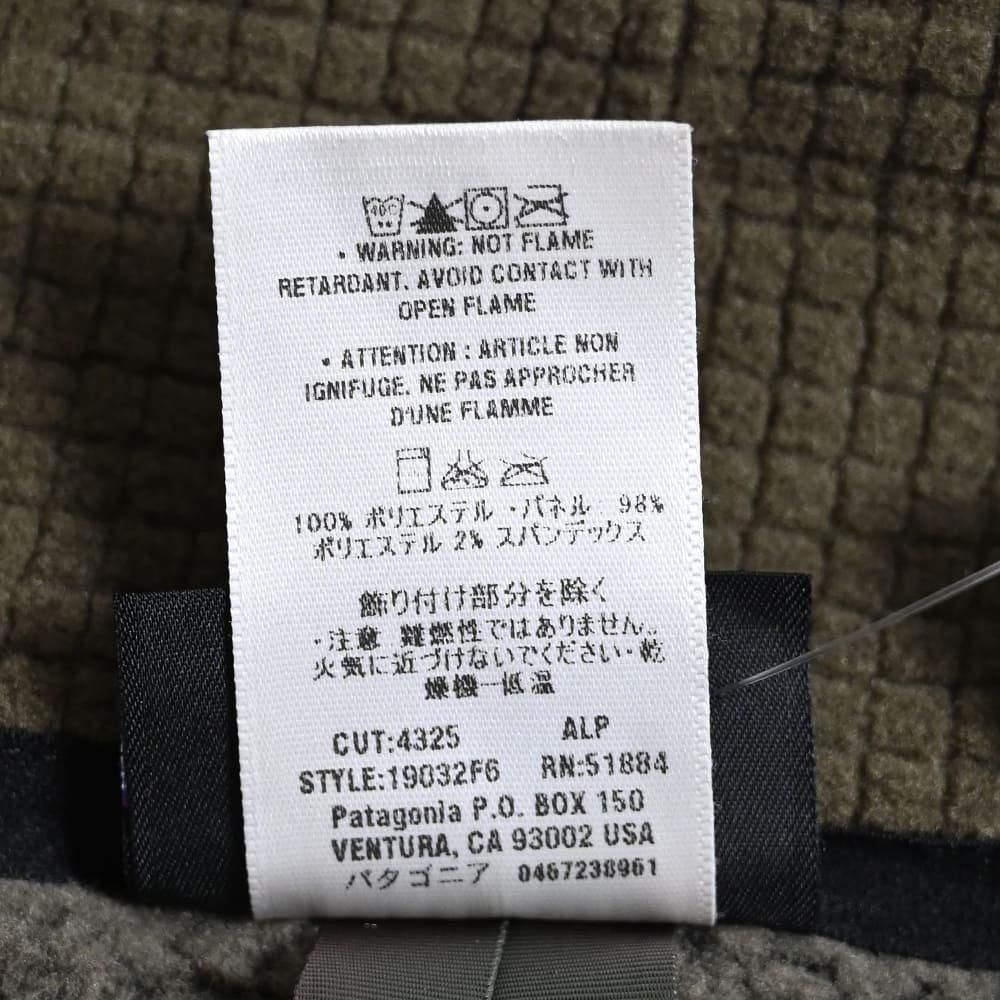 40C
• WARNING: NOT FLAME
RETARDANT. AVOID CONTACT WITH
OPEN FLAME
• ATTENTION : ARTICLE NON
IGNIFUGE. NE PAS APPROCHER
D'UNE FLAMME
100% ポリエステル ・パネル 98%
ポリエステル 2% スパンデックス
飾り付け部分を除く
・注意 難燃性ではありません。
火気に近づけないでください・乾
燥機ー低温
CUT:4325 ALP
STYLE:19032F6 RN:51884
Patagonia P.O. BOX 150
VENTURA, CA 93002 USA
パタゴニア 0467238961